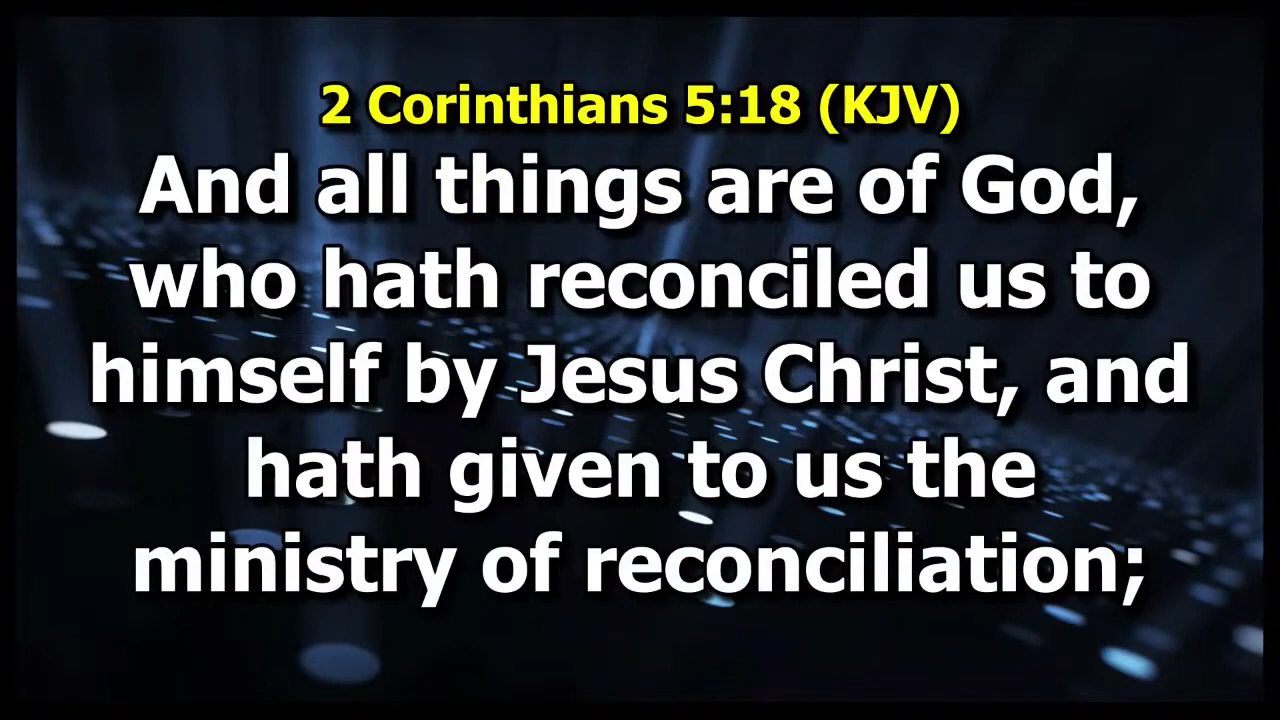 2 Corinthians 5:18 (KJV)
And all things are of God,
who hath reconciled us to
himself by Jesus Christ, and
hath given to us the
ministry of reconciliation;